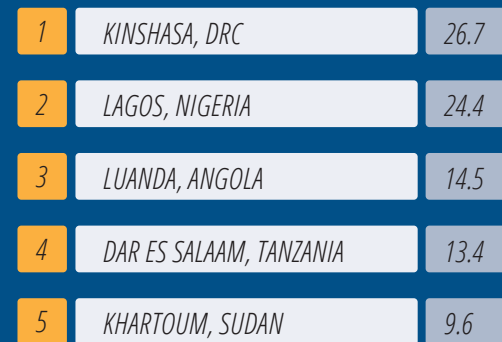 1 KINSHASA, DRC 26.7
2 LAGOS, NIGERIA 24.4
3 LUANDA, ANGOLA 14.5
4 DAR ES SALAAM, TANZANIA 13.4
5 KHARTOUM, SUDAN 9.6